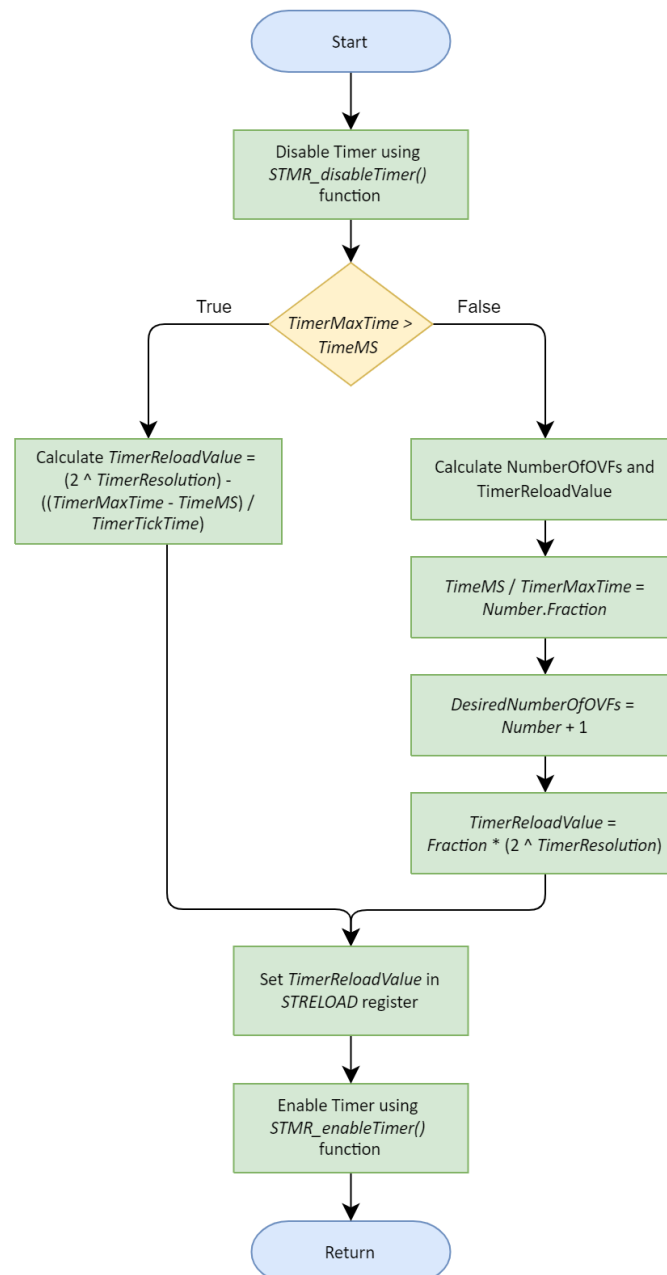 Start
Disable Timer using
STMR_disableTimer()
function
True
False
TimerMaxTime >
TimeMS
Calculate TimerReloadValue =
(2 ^ TimerResolution) -
((TimerMaxTime - TimeMS) /
TimerTickTime)
Calculate NumberOfOVFs and
TimerReloadValue
TimeMS / TimerMaxTime =
Number.Fraction
DesiredNumberOfOVFs =
Number + 1
TimerReloadValue =
Fraction * (2 ^ TimerResolution)
Set TimerReloadValue in
STRELOAD register
Enable Timer using
STMR_enableTimer()
function
Return